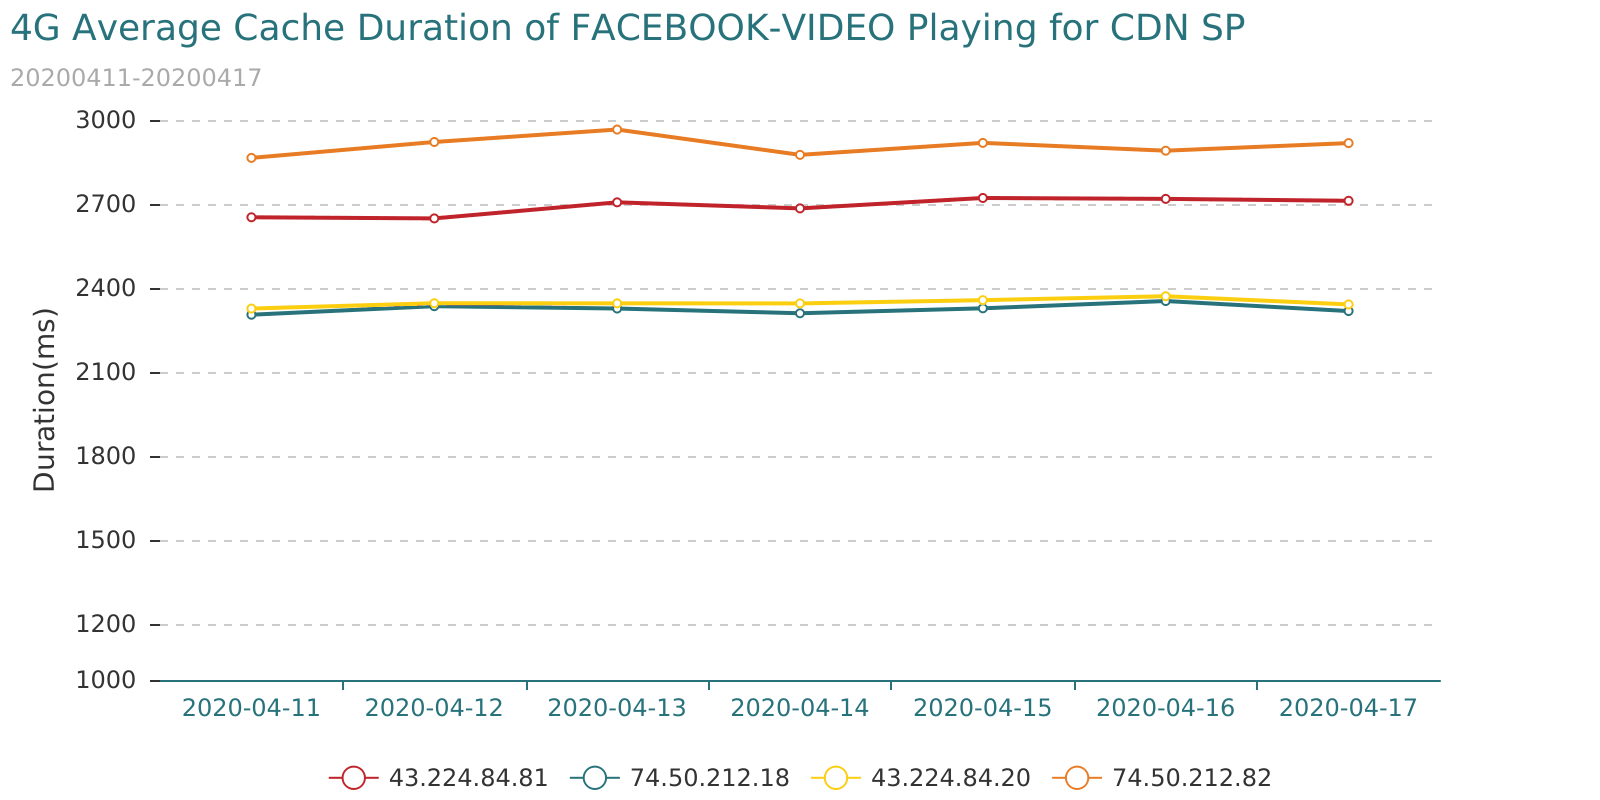 4G Average Cache Duration of FACEBOOK-VIDEO Playing for CDN SP
20200411-20200417
Duration(ms)
3000
2700
2400
2100
1800
1500
1200
1000
2020-04-11 2020-04-12 2020-04-13 2020-04-14 2020-04-15 2020-04-16 2020-04-17
43.224.84.81 74.50.212.18 43.224.84.20 74.50.212.82